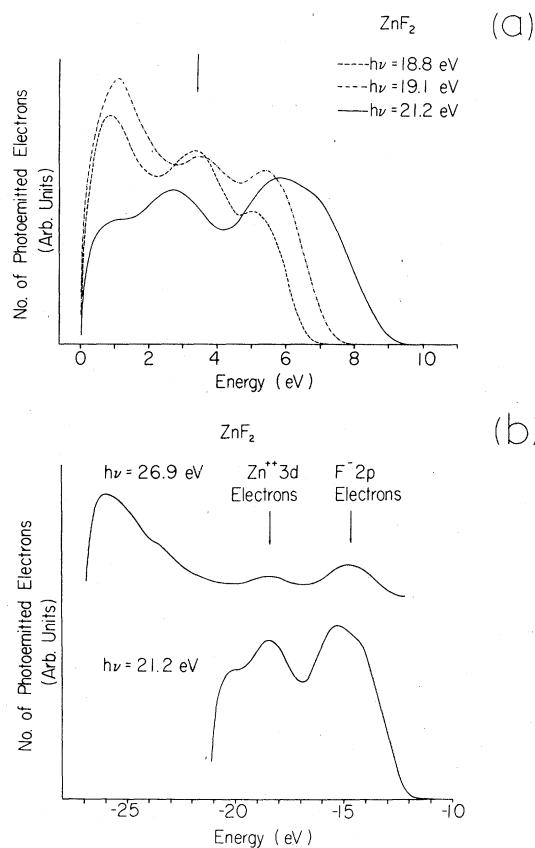 ZnF₂
(a)
hν = 18.8 eV
hν = 19.1 eV
hν = 21.2 eV
No. of Photoemitted Electrons
(Arb. Units)
0 2 4 6 8 10
Energy (eV)
ZnF₂
(b)
hν = 26.9 eV
Zn⁺⁺3d
Electrons
F⁻2p
Electrons
hν = 21.2 eV
No. of Photoemitted Electrons
(Arb. Units)
-25 -20 -15 -10
Energy (eV)